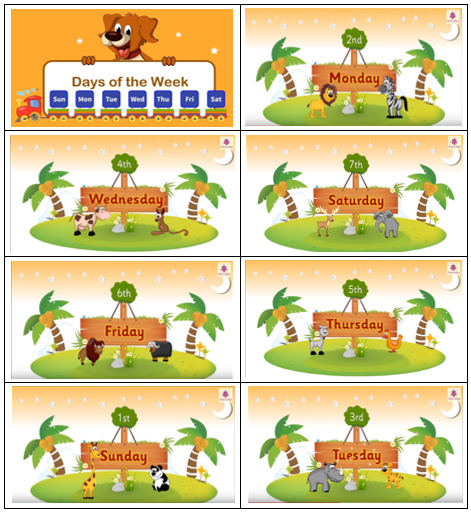 Days of the Week
Sun Mon Tue Wed Thu Fri Sat
2nd
Monday
4th
Wednesday
7th
Saturday
6th
Friday
5th
Thursday
1st
Sunday
3rd
Tuesday